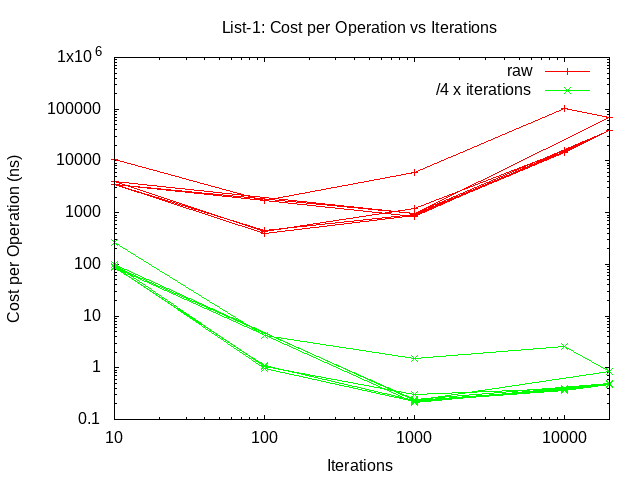 List-1: Cost per Operation vs Iterations
1x10^6
raw
/4 x iterations
100000
10000
1000
100
10
1
0.1
Cost per Operation (ns)
10 100 1000 10000
Iterations